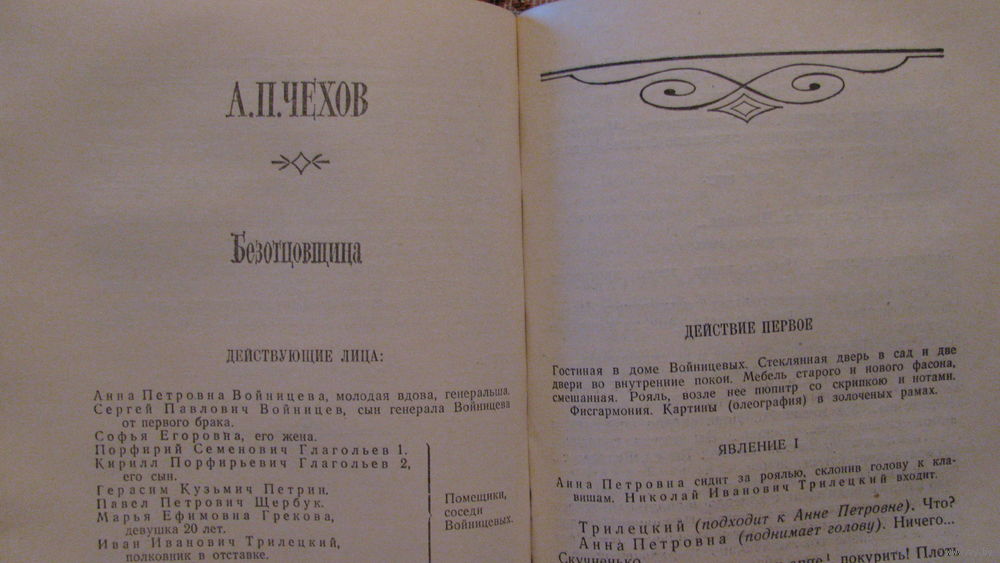 А.П.ЧЕХОВ
Безотцовщина
ДЕЙСТВУЮЩИЕ ЛИЦА:
Анна Петровна Войницева, молодая вдова, генеральша.
Сергей Павлович Войницев, сын генерала Войницева
от первого брака.
Софья Егоровна, его жена.
Порфирий Семенович Глагольев 1.
Кирилл Порфирьевич Глагольев 2,
его сын.
Герасим Кузьмич Петрин.
Павел Петрович Щербук.
Марья Ефимовна Грекова,
девушка 20 лет.
Иван Иванович Трилецкий,
полковник в отставке.
Помещики,
соседи
Войницевых.
ДЕЙСТВИЕ ПЕРВОЕ
Гостиная в доме Войницевых. Стеклянная дверь в сад и две
двери во внутренние покои. Мебель старого и нового фасона,
смешанная. Рояль, возле нее пюпитр со скрипкою и нотами.
Фисгармония. Картины (олеография) в золоченых рамах.
ЯВЛЕНИЕ I
Анна Петровна сидит за роялью, склонив голову к кла-
вишам. Николай Иванович Трилецкий входит.
Трилецкий (подходит к Анне Петровне). Что?
Анна Петровна (поднимает голову). Ничего...
Скучненько
покурить! Плоть